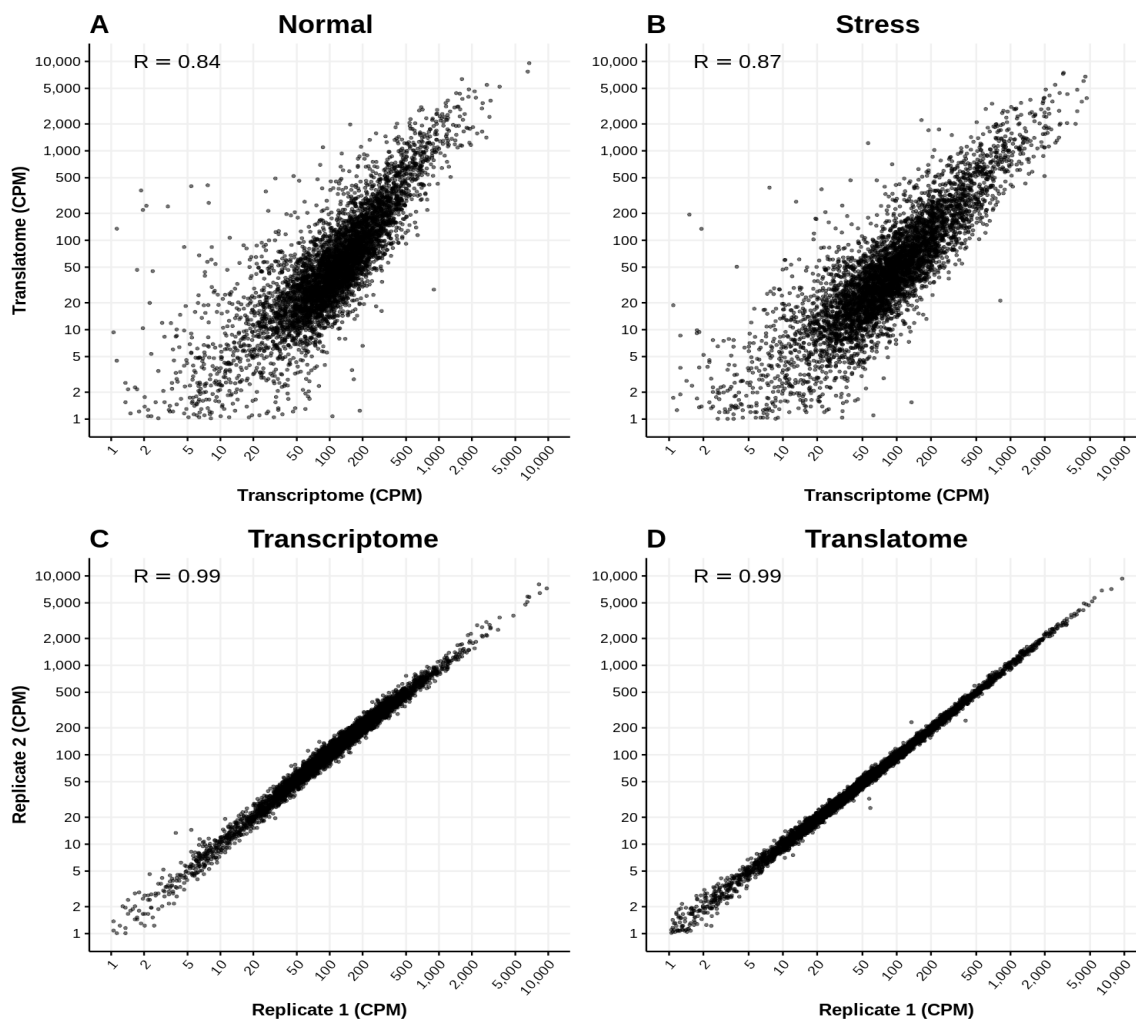 A
Normal
R = 0.84
10,000
5,000
2,000
1,000
500
200
100
50
20
10
5
2
1
Translatome (CPM)
1 2 5 10 20 50 100 200 500 1,000 2,000 5,000 10,000
Transcriptome (CPM)
B
Stress
R = 0.87
10,000
5,000
2,000
1,000
500
200
100
50
20
10
5
2
1
1 2 5 10 20 50 100 200 500 1,000 2,000 5,000 10,000
Transcriptome (CPM)
C
Transcriptome
R = 0.99
10,000
5,000
2,000
1,000
500
200
100
50
20
10
5
2
1
Replicate 2 (CPM)
1 2 5 10 20 50 100 200 500 1,000 2,000 5,000 10,000
Replicate 1 (CPM)
D
Translatome
R = 0.99
10,000
5,000
2,000
1,000
500
200
100
50
20
10
5
2
1
1 2 5 10 20 50 100 200 500 1,000 2,000 5,000 10,000
Replicate 1 (CPM)